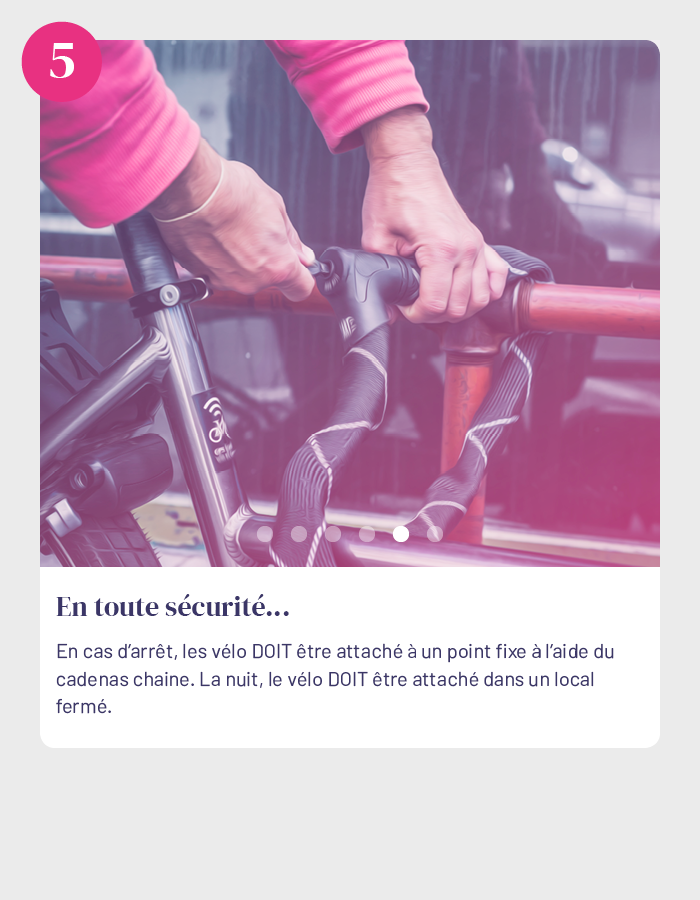 5
En toute sécurité...
En cas d’arrêt, les vélo DOIT être attaché à un point fixe à l’aide du
cadenas chaine. La nuit, le vélo DOIT être attaché dans un local
fermé.